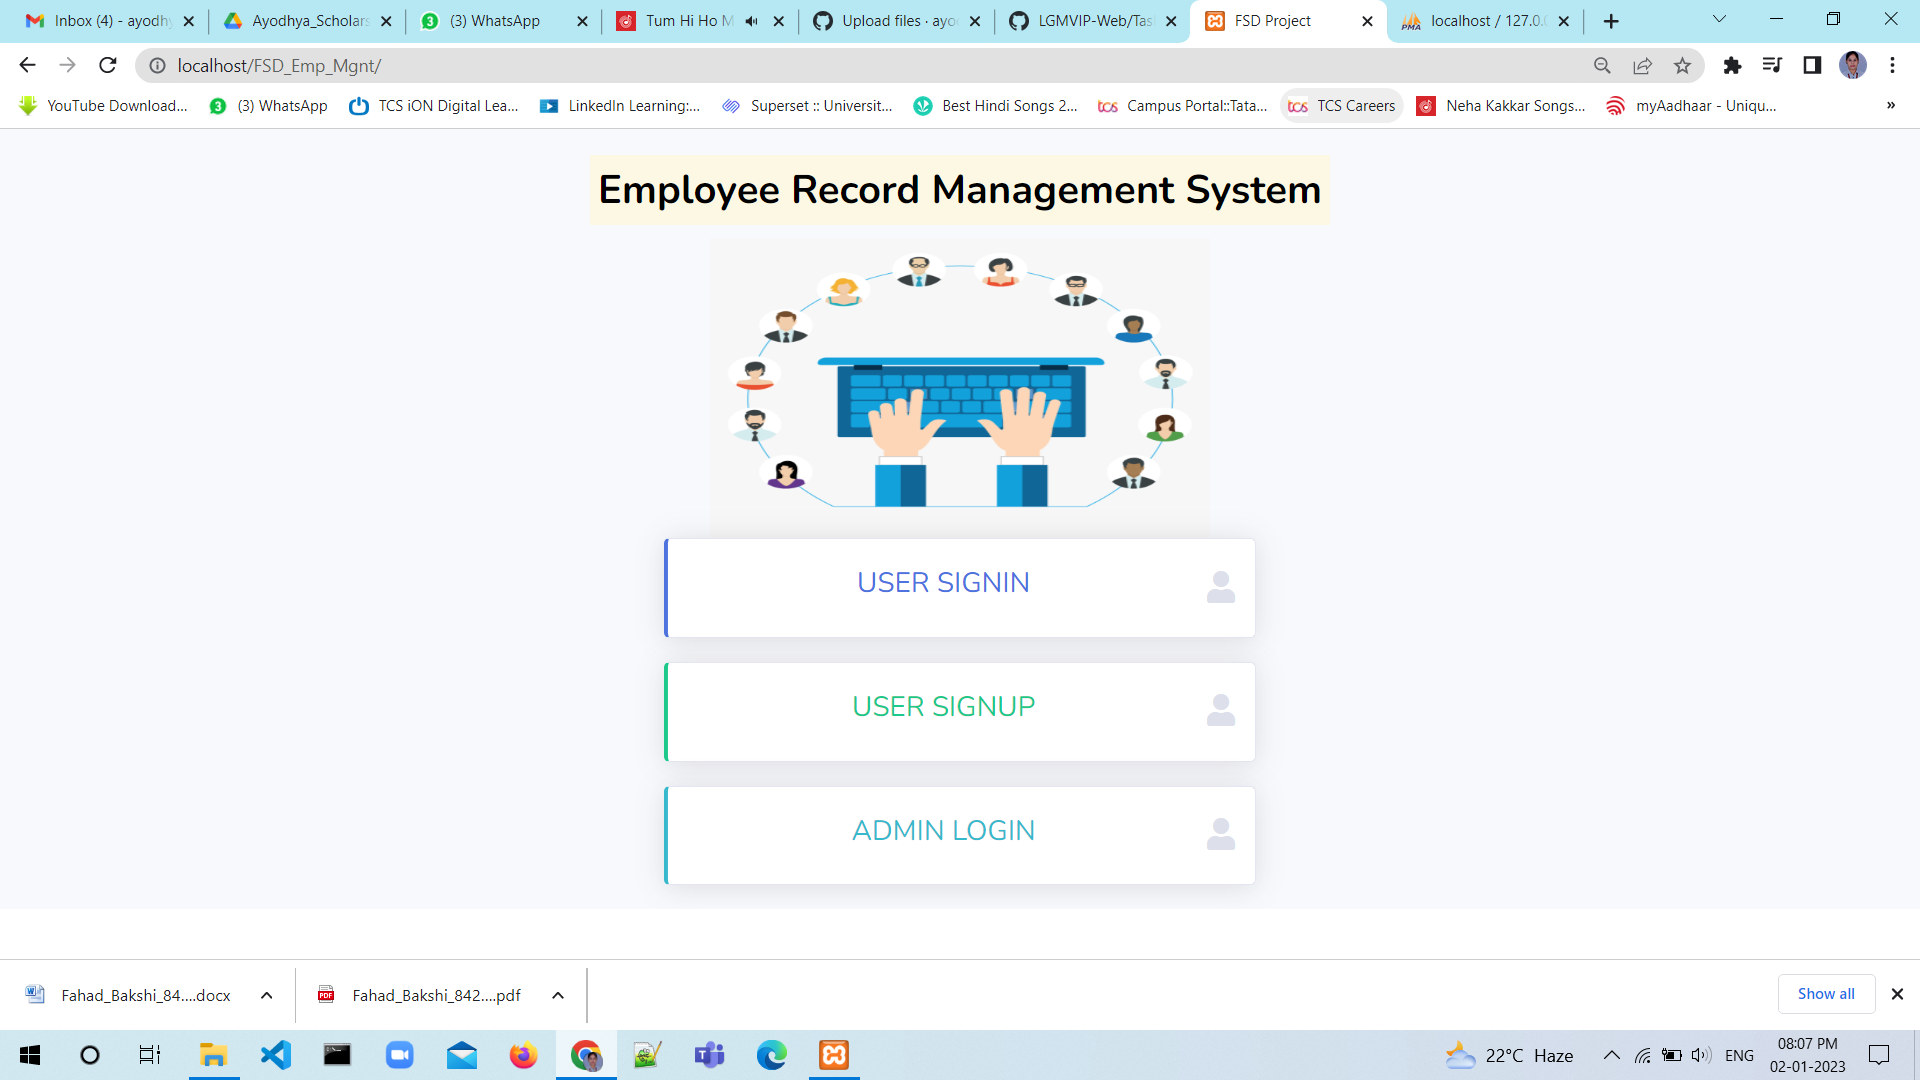 Inbox (4) - ayodhy
Ayodhya_Scholars
(3) WhatsApp
Tum Hi Ho M
Upload files · ayo
LGMVIP-Web/Tas
FSD Project
localhost / 127.0.0
localhost/FSD_Emp_Mgnt/
YouTube Download...
(3) WhatsApp
TCS iON Digital Lea...
LinkedIn Learning:...
Superset :: Universit...
Best Hindi Songs 2...
Campus Portal::Tata...
TCS Careers
Neha Kakkar Songs...
myAadhaar - Uniqu...
»
Employee Record Management System
USER SIGNIN
USER SIGNUP
ADMIN LOGIN
Fahad_Bakshi_84....docx
Fahad_Bakshi_842....pdf
Show all
22°C Haze
ENG
08:07 PM
02-01-2023